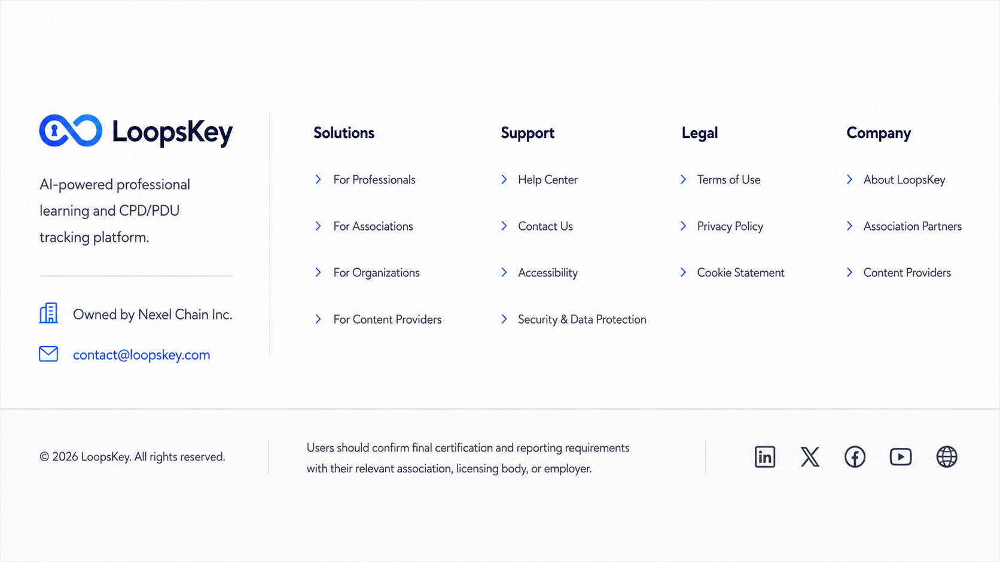 LoopsKey
AI-powered professional
learning and CPD/PDU
tracking platform.
Owned by Nexel Chain Inc.
contact@loopskey.com
Solutions
For Professionals
For Associations
For Organizations
For Content Providers
Support
Help Center
Contact Us
Accessibility
Security & Data Protection
Legal
Terms of Use
Privacy Policy
Cookie Statement
Company
About LoopsKey
Association Partners
Content Providers
© 2026 LoopsKey. All rights reserved.
Users should confirm final certification and reporting requirements
with their relevant association, licensing body, or employer.